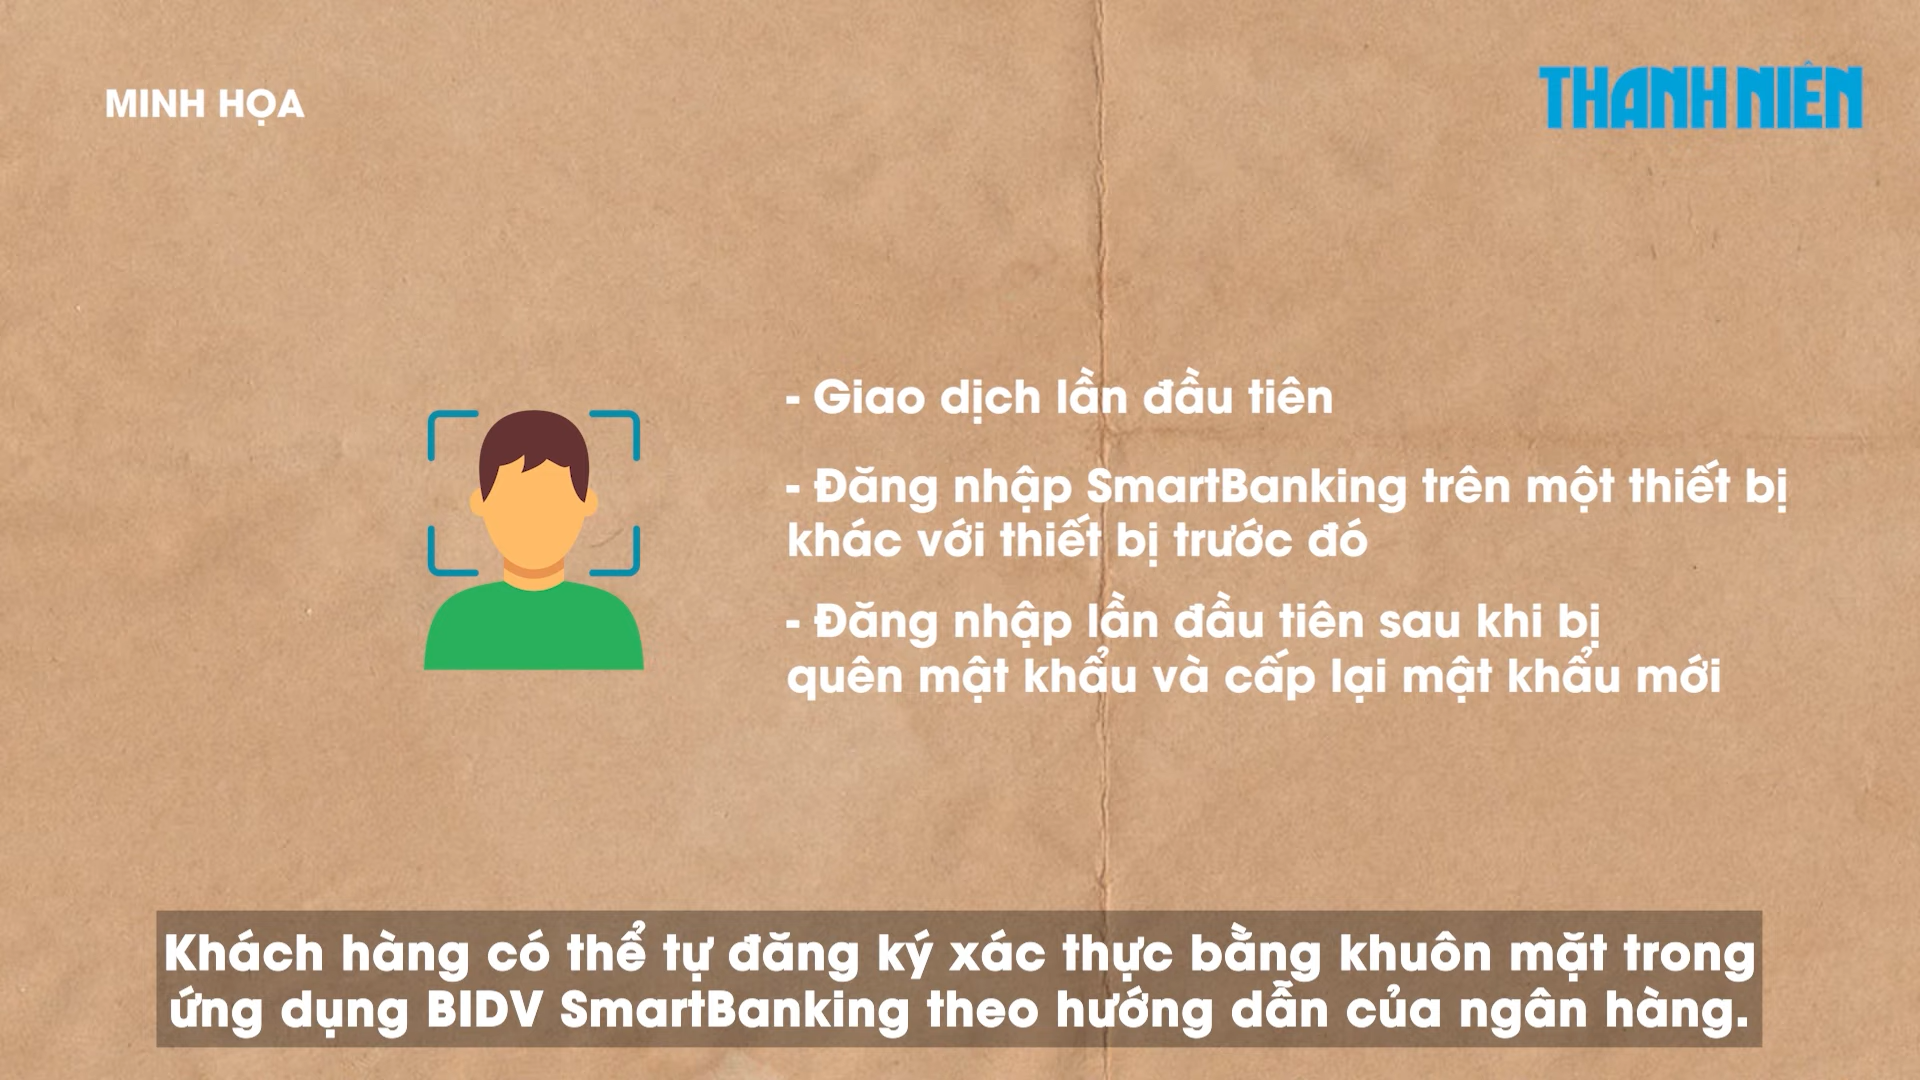 MINH HỌA
THANH NIÊN
- Giao dịch lần đầu tiên
- Đăng nhập SmartBanking trên một thiết bị
khác với thiết bị trước đó
- Đăng nhập lần đầu tiên sau khi bị
quên mật khẩu và cấp lại mật khẩu mới
Khách hàng có thể tự đăng ký xác thực bằng khuôn mặt trong
ứng dụng BIDV SmartBanking theo hướng dẫn của ngân hàng.